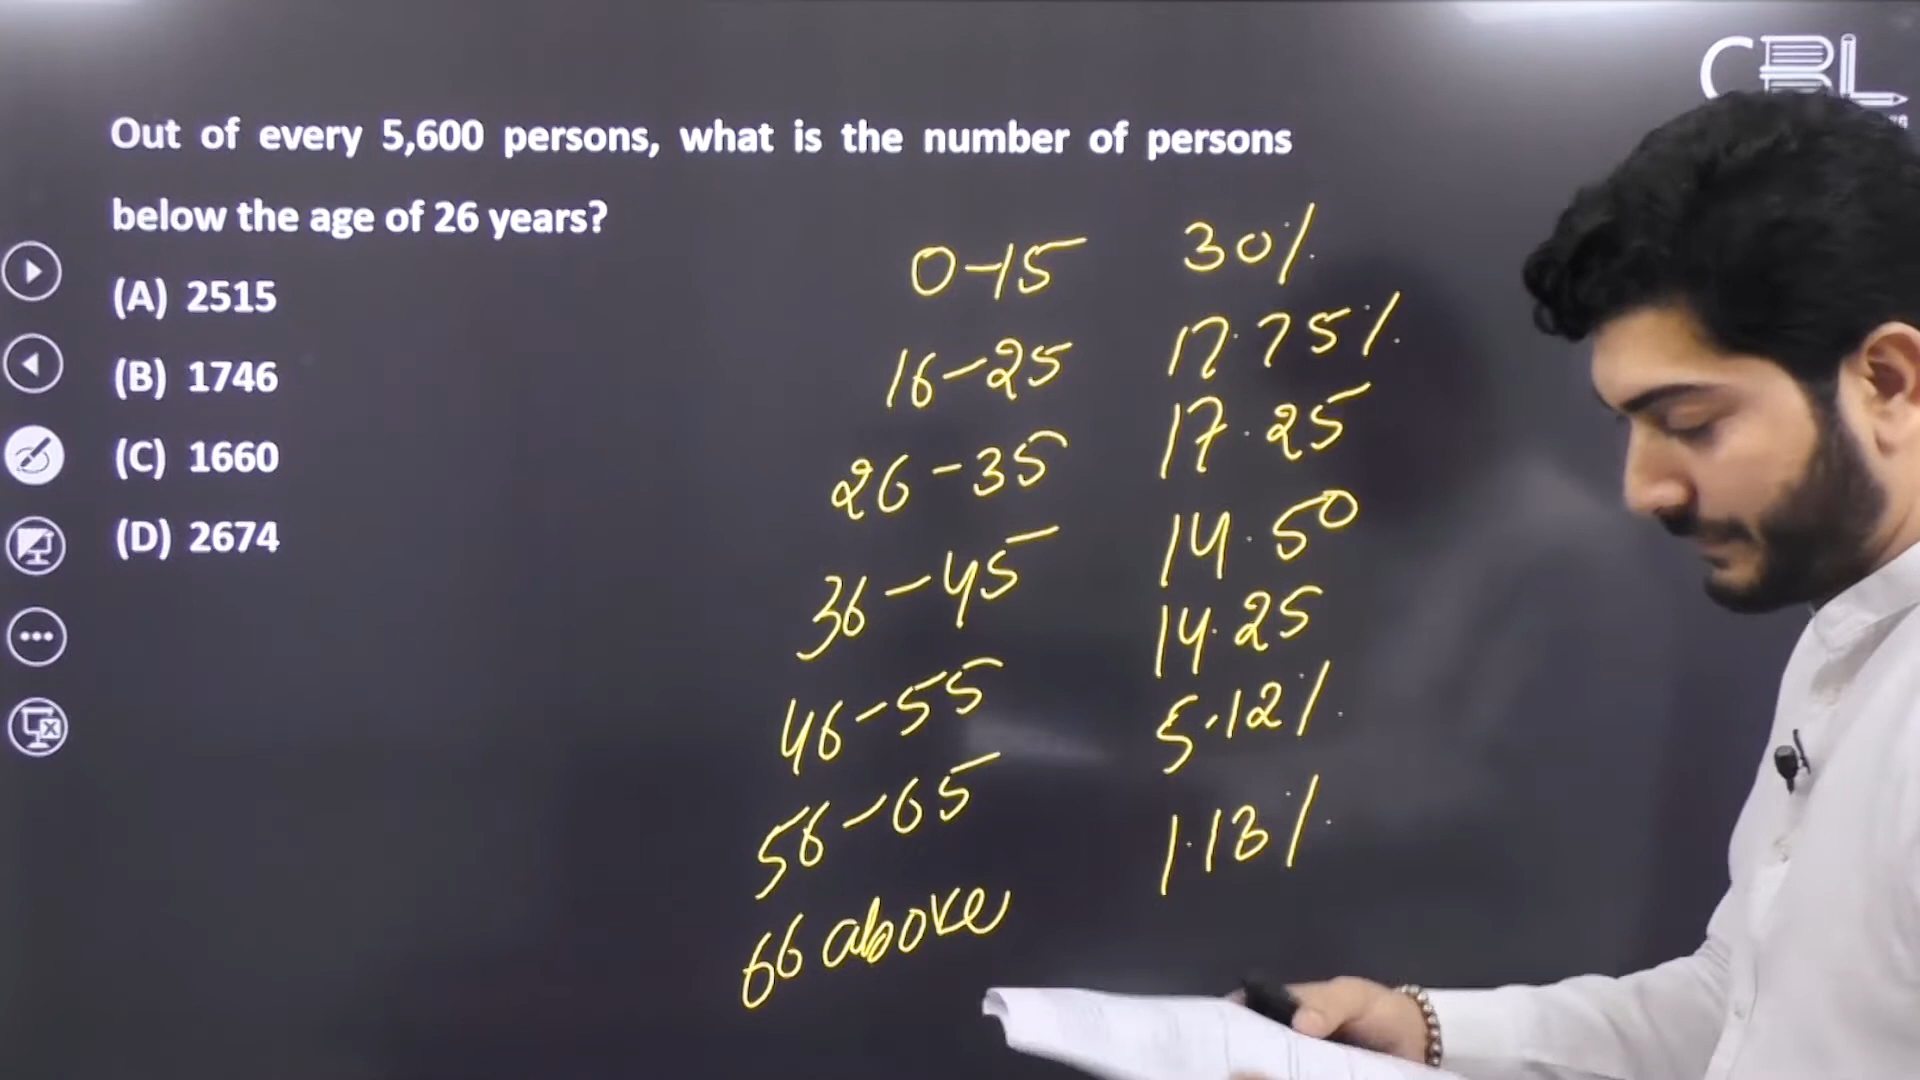 CBL
Out of every 5,600 persons, what is the number of persons
below the age of 26 years?
(A) 2515
(B) 1746
(C) 1660
(D) 2674
0-15 30%
16-25 17.75%
26-35 17.25
36-45 14.50
46-55 14.25
56-65 5.12%
66 above 1.13%